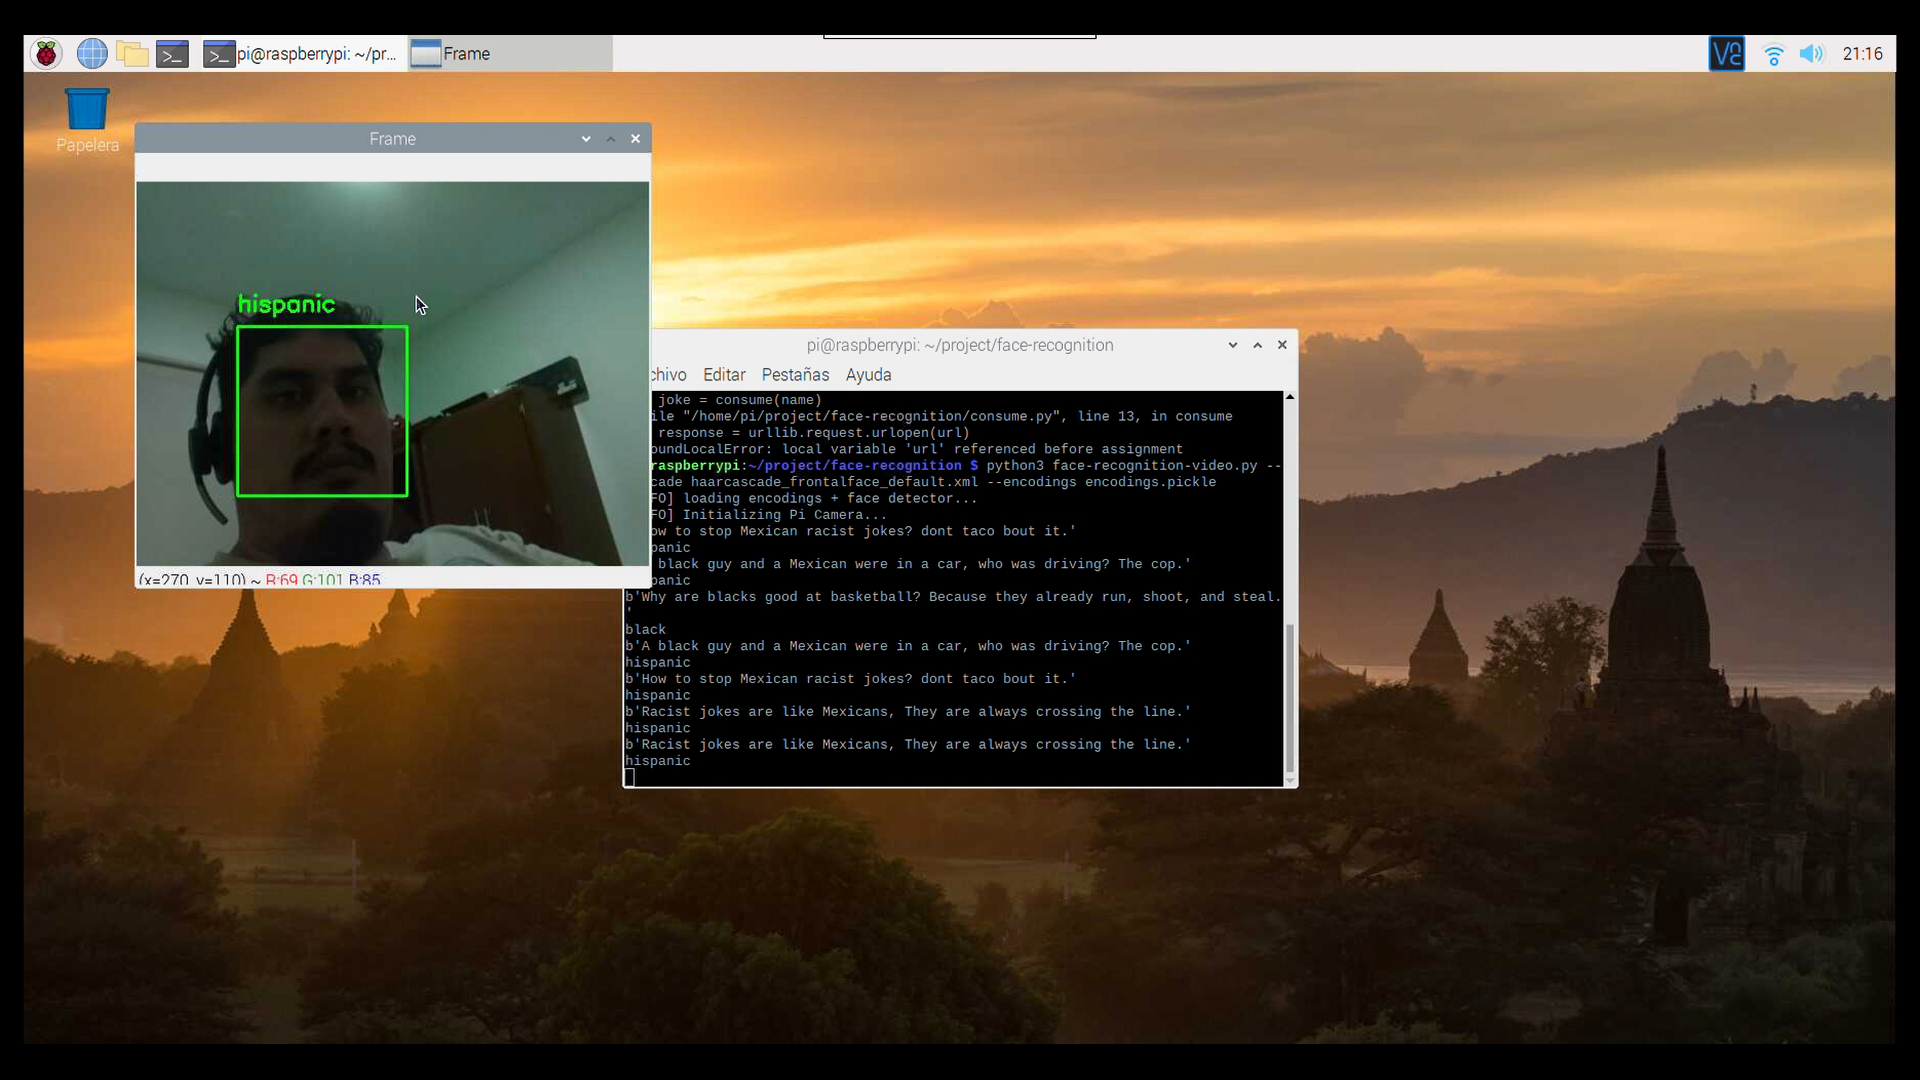 pi@raspberrypi: ~/pr...
Frame
21:16
Papelera
Frame
hispanic
(x=270, y=110) ~ R:69 G:101 B:85
pi@raspberrypi: ~/project/face-recognition
chivo Editar Pestañas Ayuda
joke = consume(name)
ile "/home/pi/project/face-recognition/consume.py", line 13, in consume
response = urllib.request.urlopen(url)
oundLocalError: local variable 'url' referenced before assignment
raspberrypi:~/project/face-recognition $ python3 face-recognition-video.py --
cade haarcascade_frontalface_default.xml --encodings encodings.pickle
FO] loading encodings + face detector...
FO] Initializing Pi Camera...
ow to stop Mexican racist jokes? dont taco bout it.'
panic
black guy and a Mexican were in a car, who was driving? The cop.'
panic
b'Why are blacks good at basketball? Because they already run, shoot, and steal.
'
black
b'A black guy and a Mexican were in a car, who was driving? The cop.'
hispanic
b'How to stop Mexican racist jokes? dont taco bout it.'
hispanic
b'Racist jokes are like Mexicans, They are always crossing the line.'
hispanic
b'Racist jokes are like Mexicans, They are always crossing the line.'
hispanic